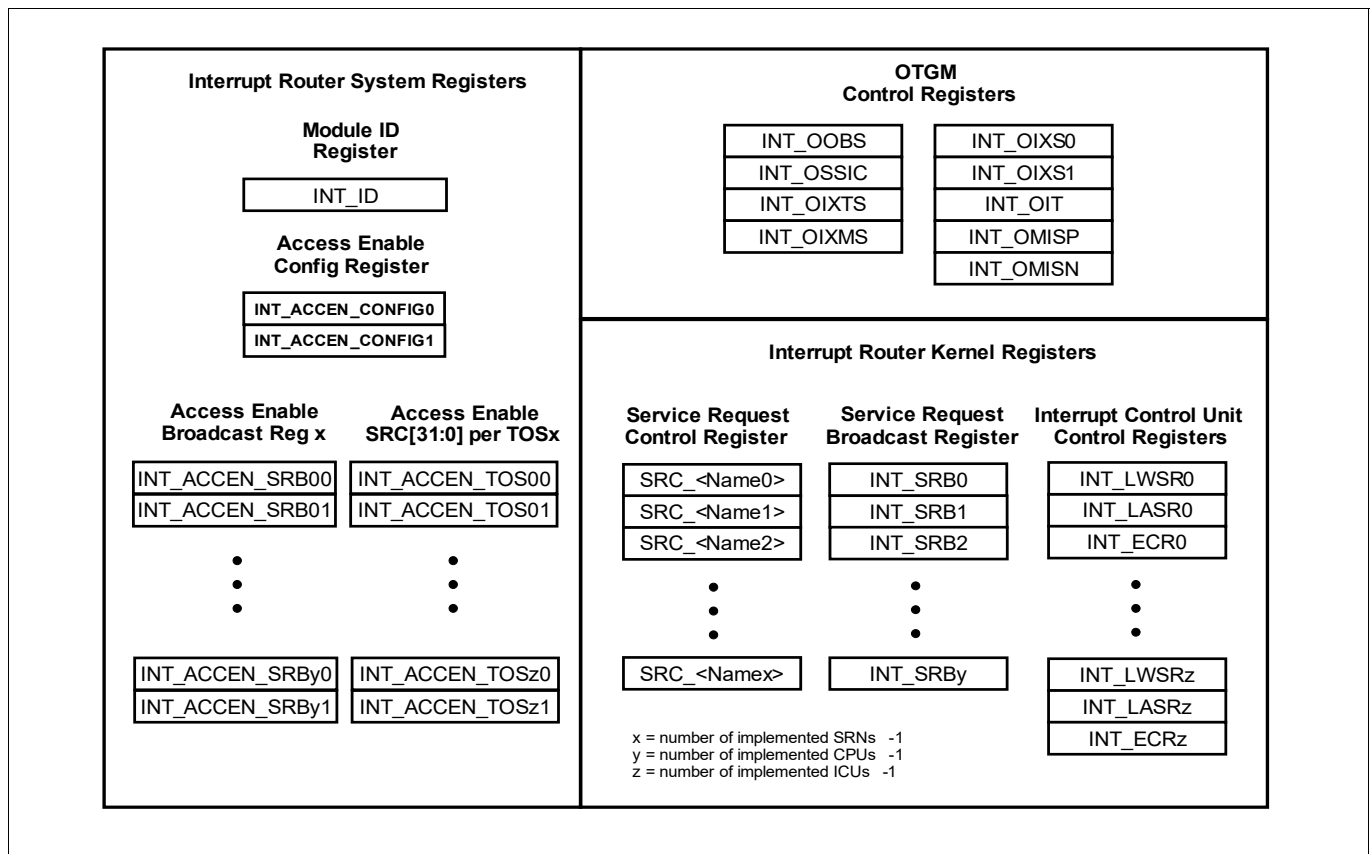 Interrupt Router System Registers
Module ID
Register
INT_ID
Access Enable
Config Register
INT_ACCEN_CONFIG0
INT_ACCEN_CONFIG1
Access Enable
Broadcast Reg x
INT_ACCEN_SRB00
INT_ACCEN_SRB01
INT_ACCEN_SRBy0
INT_ACCEN_SRBy1
Access Enable
SRC[31:0] per TOSx
INT_ACCEN_TOS00
INT_ACCEN_TOS01
INT_ACCEN_TOSz0
INT_ACCEN_TOSz1
OTGM
Control Registers
INT_OOBS
INT_OSSIC
INT_OIXTS
INT_OIXMS
INT_OIXS0
INT_OIXS1
INT_OIT
INT_OMISP
INT_OMISN
Interrupt Router Kernel Registers
Service Request
Control Register
SRC_<Name0>
SRC_<Name1>
SRC_<Name2>
SRC_<Namex>
Service Request
Broadcast Register
INT_SRB0
INT_SRB1
INT_SRB2
INT_SRBy
Interrupt Control Unit
Control Registers
INT_LWSR0
INT_LASR0
INT_ECR0
INT_LWSRz
INT_LASRz
INT_ECRz
x = number of implemented SRNs -1
y = number of implemented CPUs -1
z = number of implemented ICUs -1